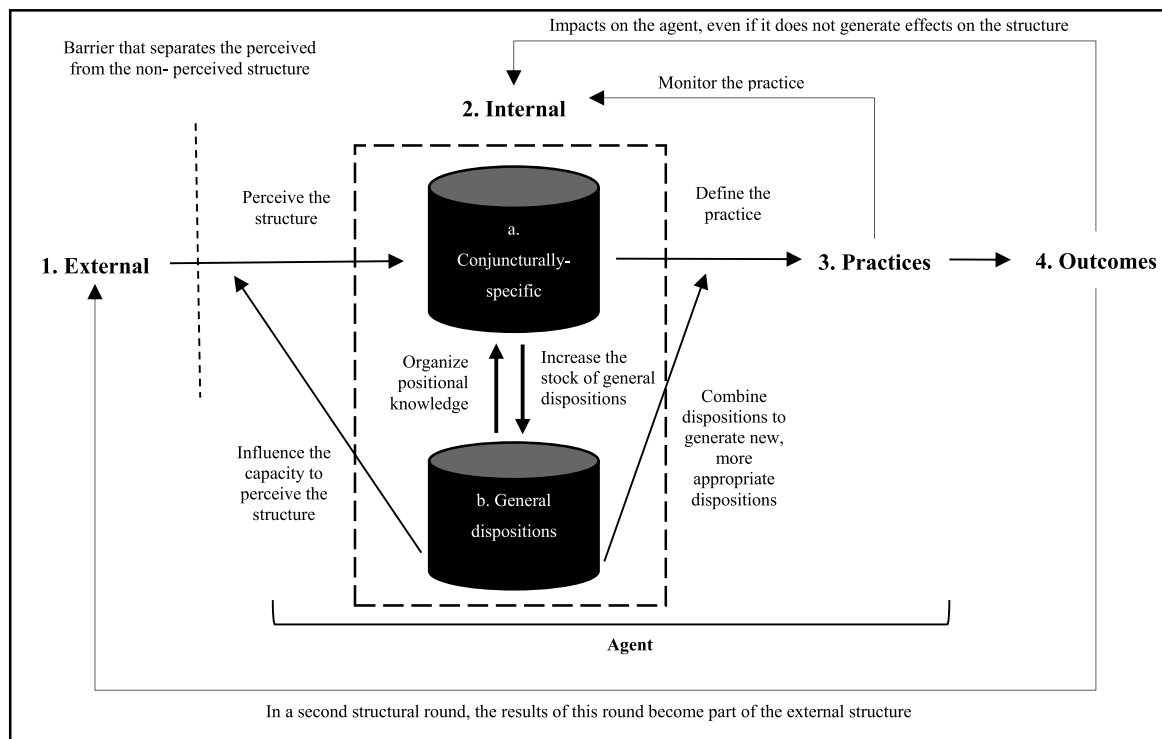 Impacts on the agent, even if it does not generate effects on the structure
Barrier that separates the perceived
from the non- perceived structure
Monitor the practice
2. Internal
Perceive the
structure
Define the
practice
a.
Conjuncturally-
specific
1. External
3. Practices
4. Outcomes
Organize
positional
knowledge
Increase the
stock of general
dispositions
Combine
dispositions to
generate new,
more
appropriate
dispositions
Influence the
capacity to
perceive the
structure
b. General
dispositions
Agent
In a second structural round, the results of this round become part of the external structure